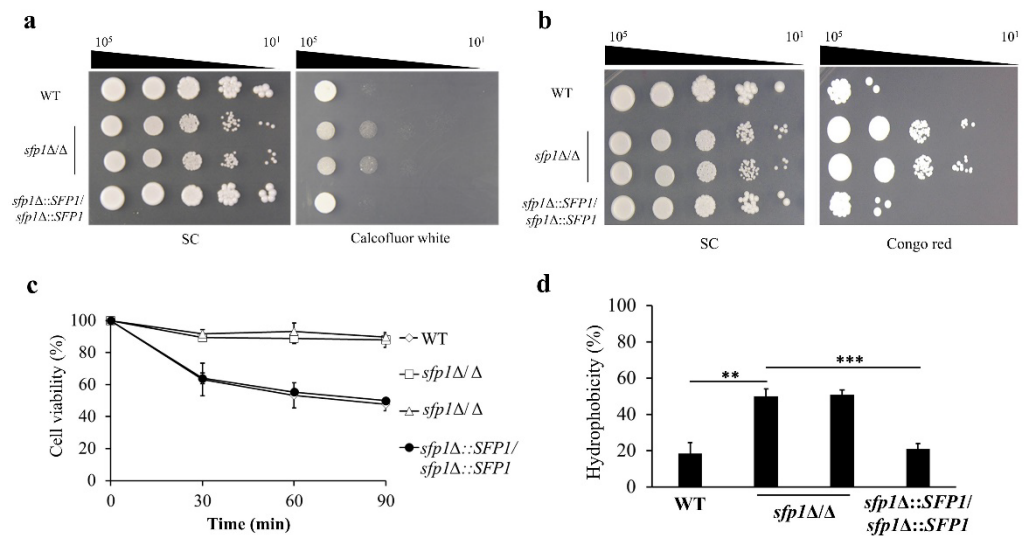 a
10⁵ 10¹ 10⁵ 10¹
WT
sfp1Δ/Δ
sfp1Δ::SFP1/
sfp1Δ::SFP1
SC Calcofluor white
b
10⁵ 10¹ 10⁵ 10¹
WT
sfp1Δ/Δ
sfp1Δ::SFP1/
sfp1Δ::SFP1
SC Congo red
c
Cell viability (%)
100
80
60
40
20
0
0 30 60 90
Time (min)
WT
sfp1Δ/Δ
sfp1Δ/Δ
sfp1Δ::SFP1/
sfp1Δ::SFP1
d
Hydrophobicity (%)
100
80
60
40
20
0
** ***
WT
sfp1Δ/Δ
sfp1Δ::SFP1/
sfp1Δ::SFP1